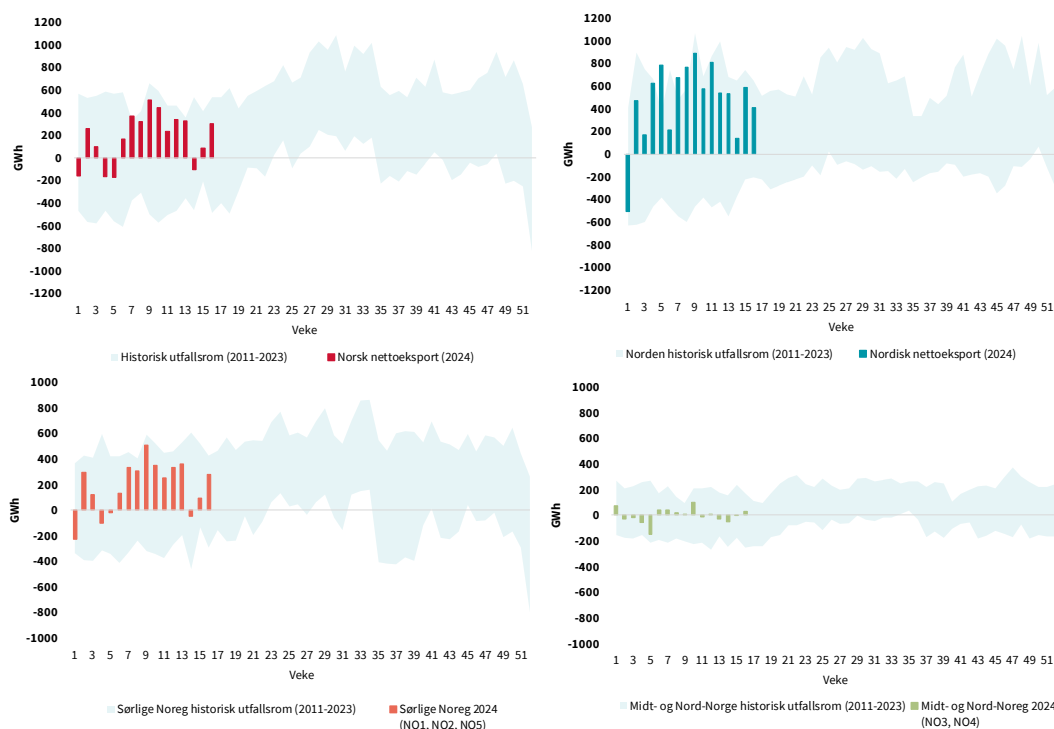 1200
1000
800
600
400
200
0
-200
-400
-600
-800
-1000
-1200
GWh
1 3 5 7 9 11 13 15 17 19 21 23 25 27 29 31 33 35 37 39 41 43 45 47 49 51
Veke
Historisk utfallsrom (2011-2023) Norsk nettoeksport (2024)
1200
1000
800
600
400
200
0
-200
-400
-600
-800
-1000
-1200
GWh
1 3 5 7 9 11 13 15 17 19 21 23 25 27 29 31 33 35 37 39 41 43 45 47 49 51
Veke
Norden historisk utfallsrom (2011-2023) Nordisk nettoeksport (2024)
1000
800
600
400
200
0
-200
-400
-600
-800
-1000
GWh
1 3 5 7 9 11 13 15 17 19 21 23 25 27 29 31 33 35 37 39 41 43 45 47 49 51
Veke
Sørlige Noreg historisk utfallsrom (2011-2023) Sørlige Noreg 2024
(NO1, NO2, NO5)
1000
800
600
400
200
0
-200
-400
-600
-800
-1000
GWh
1 3 5 7 9 11 13 15 17 19 21 23 25 27 29 31 33 35 37 39 41 43 45 47 49 51
Veke
Midt- og Nord-Norge historisk utfallsrom (2011-2023) Midt- og Nord-Noreg 2024
(NO3, NO4)